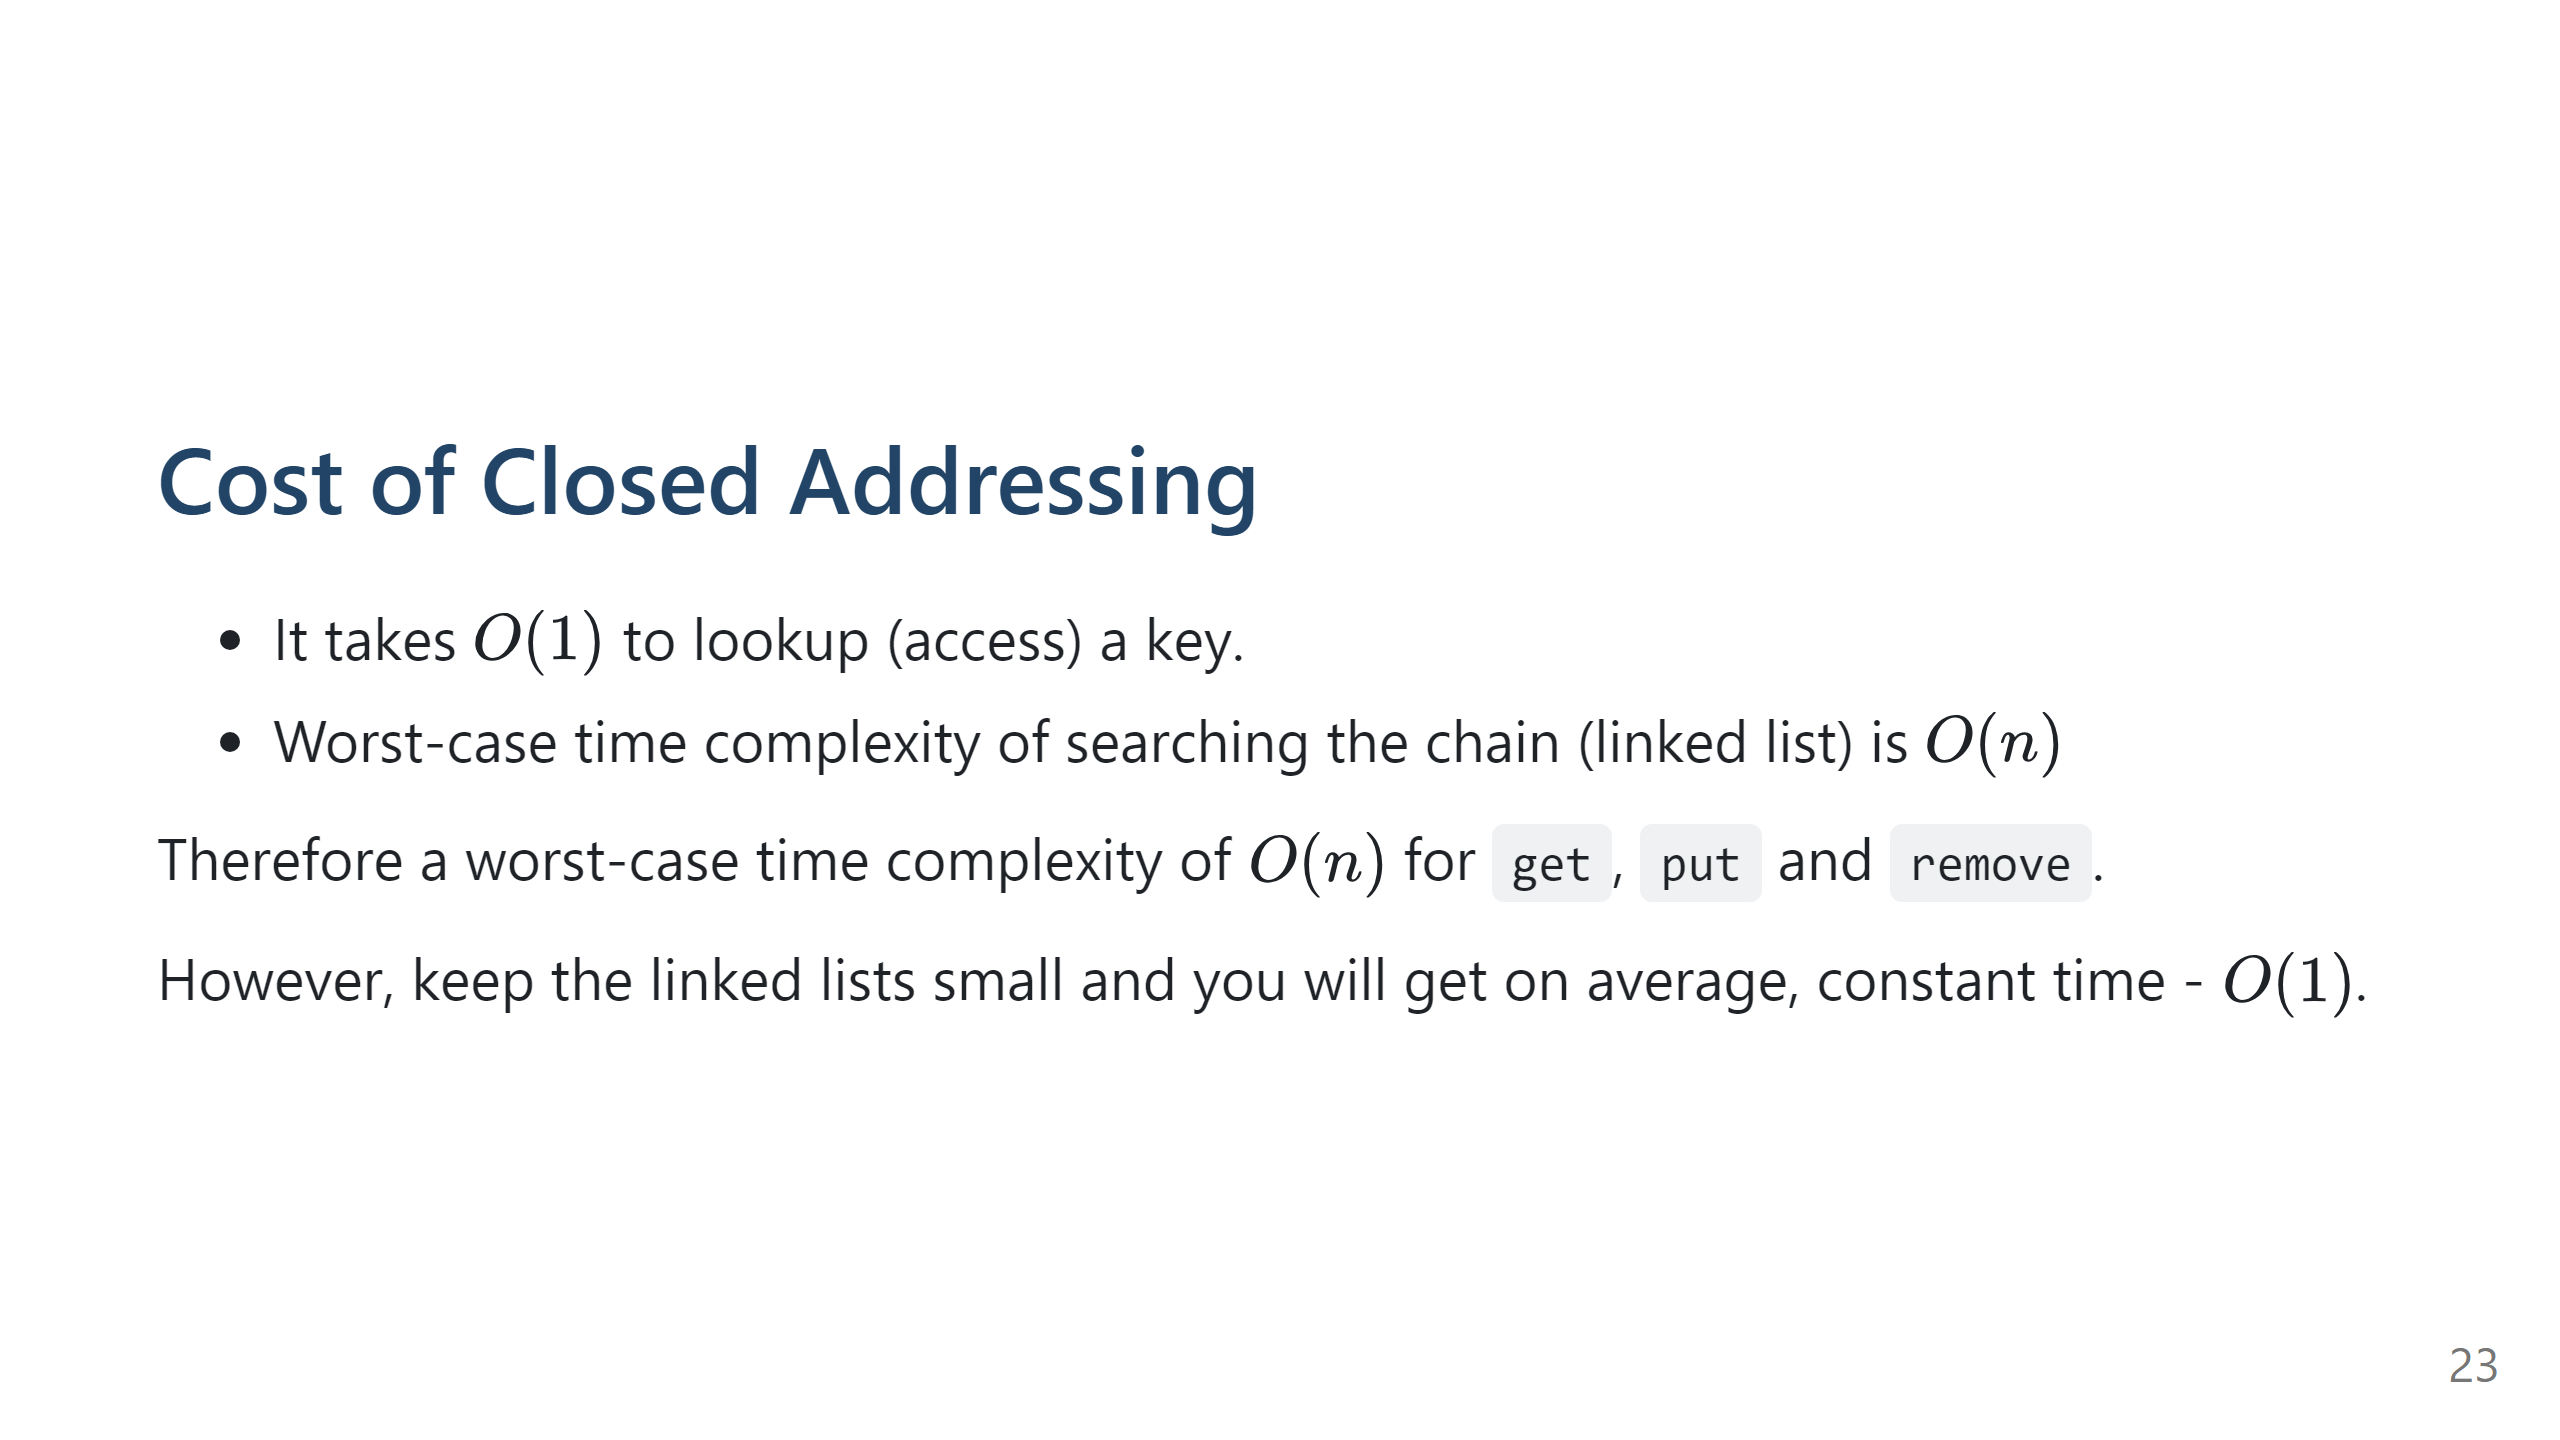 Cost of Closed Addressing
• It takes O(1) to lookup (access) a key.
• Worst-case time complexity of searching the chain (linked list) is O(n)
Therefore a worst-case time complexity of O(n) for get, put and remove.
However, keep the linked lists small and you will get on average, constant time - O(1).
23